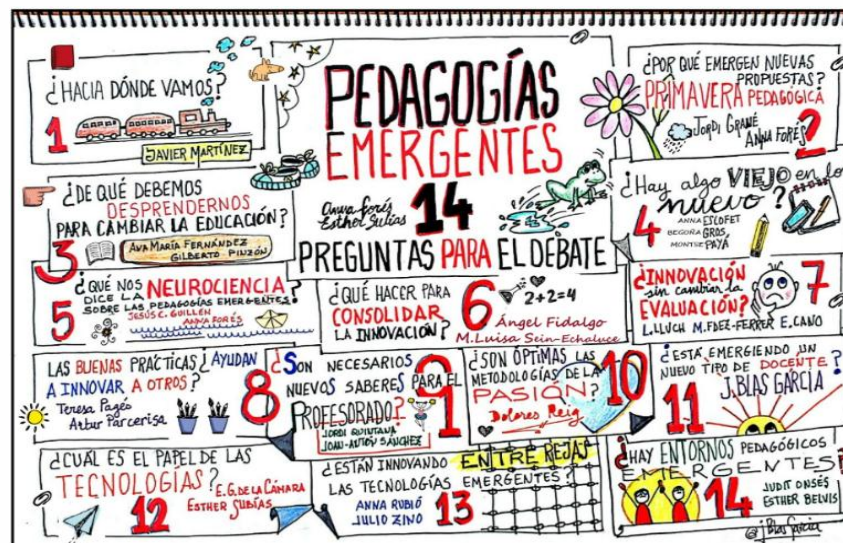 PEDAGOGÍAS
EMERGENTES
Anna Forés
Esther Subías
14
PREGUNTAS PARA EL DEBATE
¿HACIA DÓNDE VAMOS?
1
JAVIER MARTÍNEZ
¿POR QUÉ EMERGEN NUEVAS
PROPUESTAS?
PRIMAVERA PEDAGÓGICA
JORDI GRANÉ
ANNA FORÉS
2
¿DE QUÉ DEBEMOS
DESPRENDERNOS
PARA CAMBIAR LA EDUCACIÓN?
3
AVA MARÍA FERNÁNDEZ
GILBERTO PINZÓN
¿Hay algo VIEJO en lo
nuevo?
4
ANNA ESCOFET
BEGOÑA GROS
MONTSE PAYÁ
¿QUÉ NOS
DICE LA NEUROCIENCIA
SOBRE LAS PEDAGOGÍAS EMERGENTES?
5
JESÚS C. GUILLEN
ANNA FORÉS
¿QUÉ HACER PARA
CONSOLIDAR
LA INNOVACIÓN?
6
2+2=4
Ángel Fidalgo
M. Luisa Sein-Echaluce
¿INNOVACIÓN
sin cambiar la
EVALUACIÓN?
7
L. LLUCH M. FDEZ-FERRER E. CANO
LAS BUENAS PRÁCTICAS ¿AYUDAN
A INNOVAR A OTROS?
8
Teresa Pagés
Artur Parcerisa
¿SON NECESARIOS
NUEVOS SABERES PARA EL
PROFESORADO?
9
JORDI QUINTANA
JOAN-ANTON SÁNCHEZ
¿SON ÓPTIMAS LAS
METODOLOGÍAS DE LA
PASIÓN?
10
Dolores Reig
¿ESTÁ EMERGIENDO UN
NUEVO TIPO DE DOCENTE?
11
J. BLAS GARCÍA
¿CUÁL ES EL PAPEL DE LAS
TECNOLOGÍAS?
12
E.G. DE LA CÁMARA
ESTHER SUBÍAS
¿ESTÁN INNOVANDO ENTRE REJAS
LAS TECNOLOGÍAS EMERGENTES?
ANNA RUBIÓ
JULIO ZINO
13
¿HAY ENTORNOS PEDAGÓGICOS
EMERGENTES?
14
JUDIT ONSÈS
ESTHER BELVIS
@jBlasGarcia